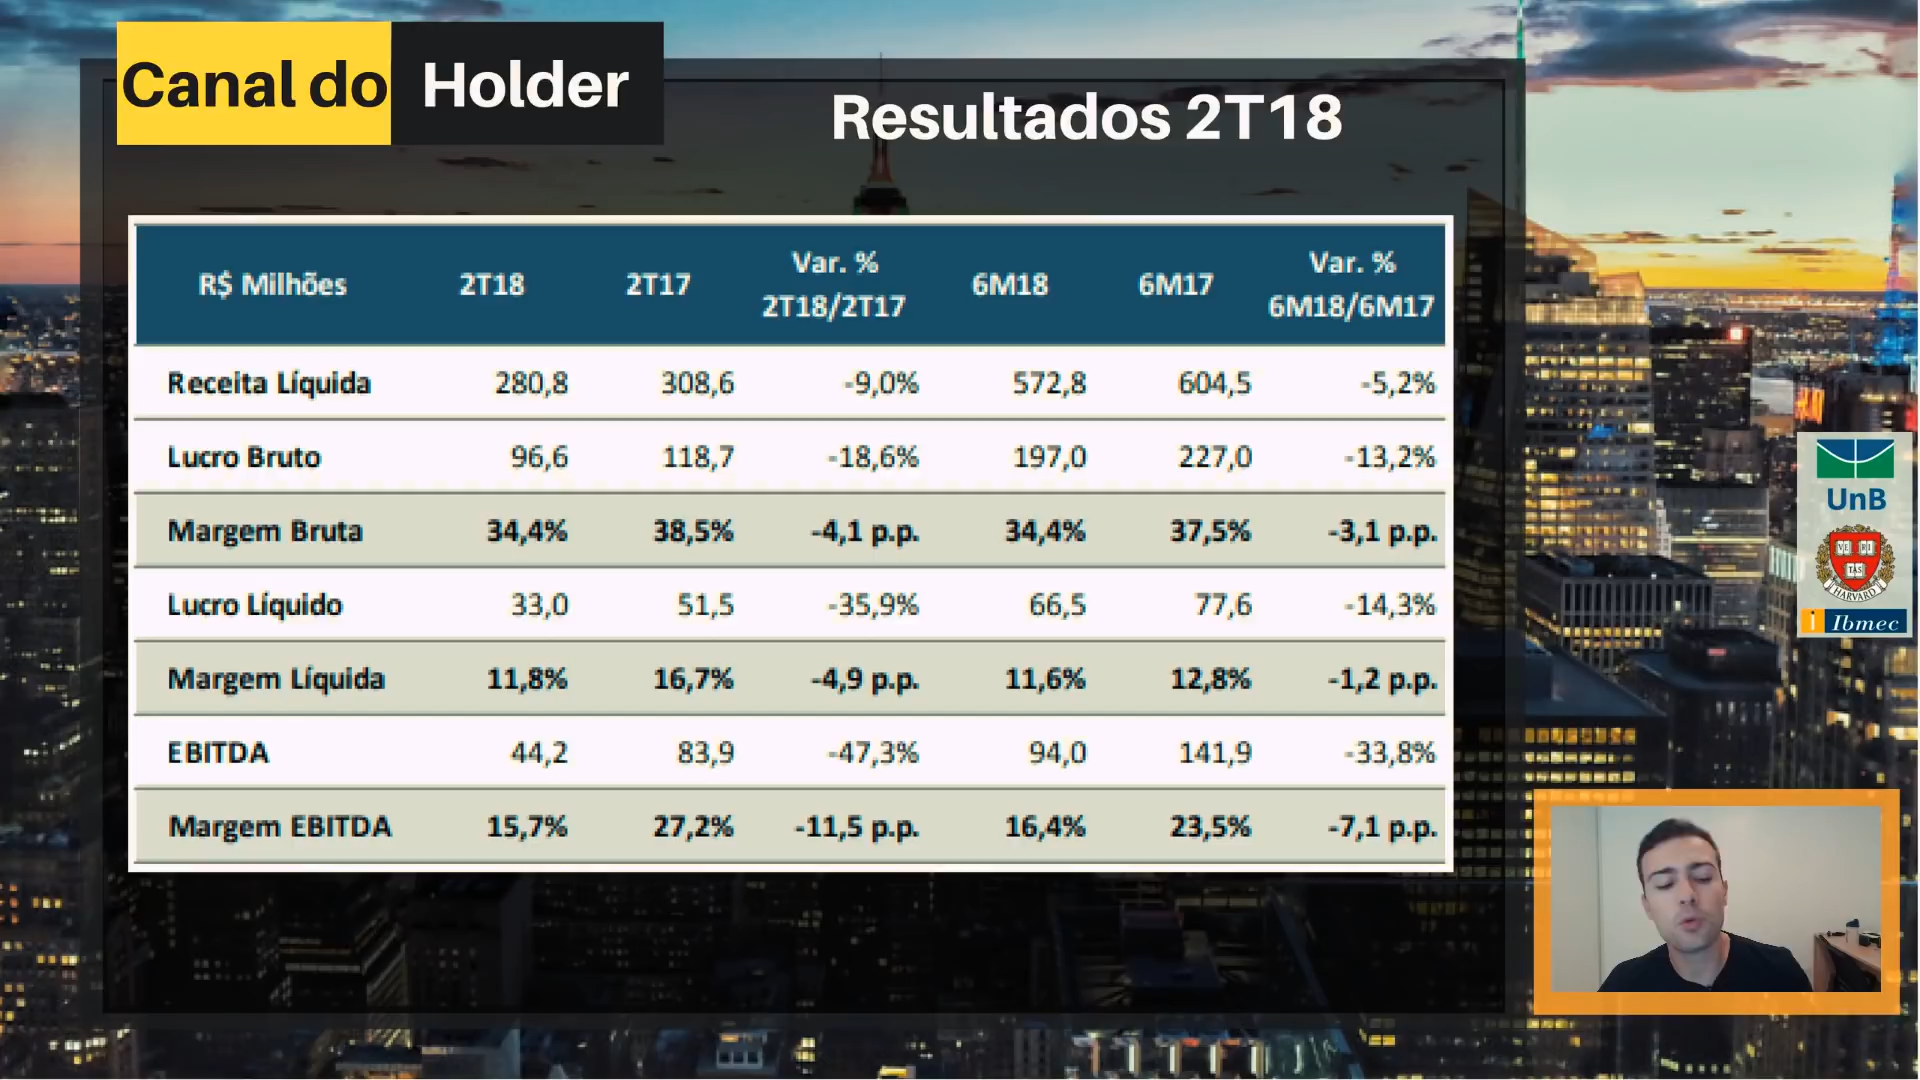 Canal do Holder
Resultados 2T18
R$ Milhões 2T18 2T17 Var. % 2T18/2T17 6M18 6M17 Var. % 6M18/6M17
Receita Líquida 280,8 308,6 -9,0% 572,8 604,5 -5,2%
Lucro Bruto 96,6 118,7 -18,6% 197,0 227,0 -13,2%
Margem Bruta 34,4% 38,5% -4,1 p.p. 34,4% 37,5% -3,1 p.p.
Lucro Líquido 33,0 51,5 -35,9% 66,5 77,6 -14,3%
Margem Líquida 11,8% 16,7% -4,9 p.p. 11,6% 12,8% -1,2 p.p.
EBITDA 44,2 83,9 -47,3% 94,0 141,9 -33,8%
Margem EBITDA 15,7% 27,2% -11,5 p.p. 16,4% 23,5% -7,1 p.p.
UnB
VE RI
TAS
HARVARD
i Ibmec